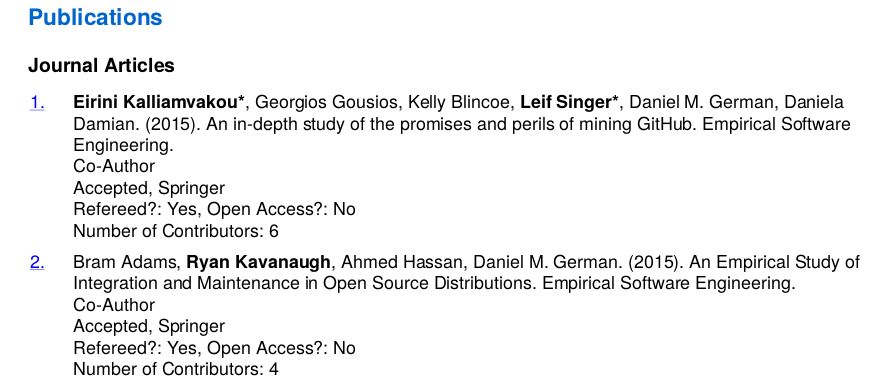 Publications
Journal Articles
1. Eirini Kalliamvakou*, Georgios Gousios, Kelly Blincoe, Leif Singer*, Daniel M. German, Daniela
Damian. (2015). An in-depth study of the promises and perils of mining GitHub. Empirical Software
Engineering.
Co-Author
Accepted, Springer
Refereed?: Yes, Open Access?: No
Number of Contributors: 6
2. Bram Adams, Ryan Kavanaugh, Ahmed Hassan, Daniel M. German. (2015). An Empirical Study of
Integration and Maintenance in Open Source Distributions. Empirical Software Engineering.
Co-Author
Accepted, Springer
Refereed?: Yes, Open Access?: No
Number of Contributors: 4